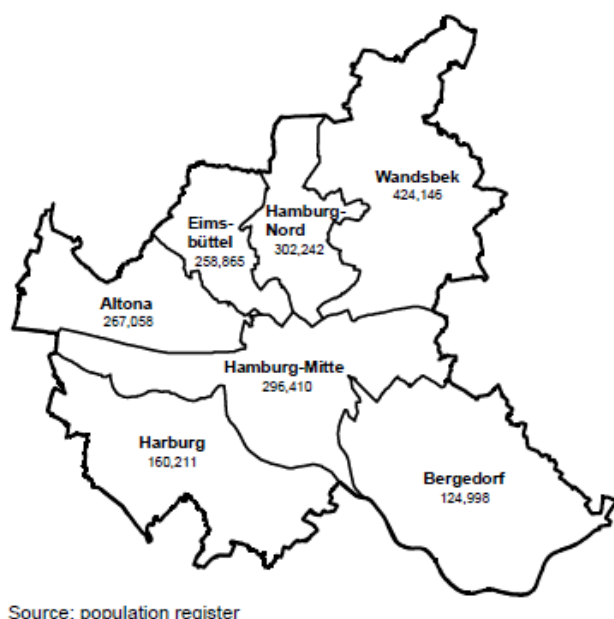 Wandsbek
424,146
Hamburg-
Nord
302,242
Eims-
büttel
258,865
Altona
267,058
Hamburg-Mitte
296,410
Harburg
160,211
Bergedorf
124,998
Source: population register